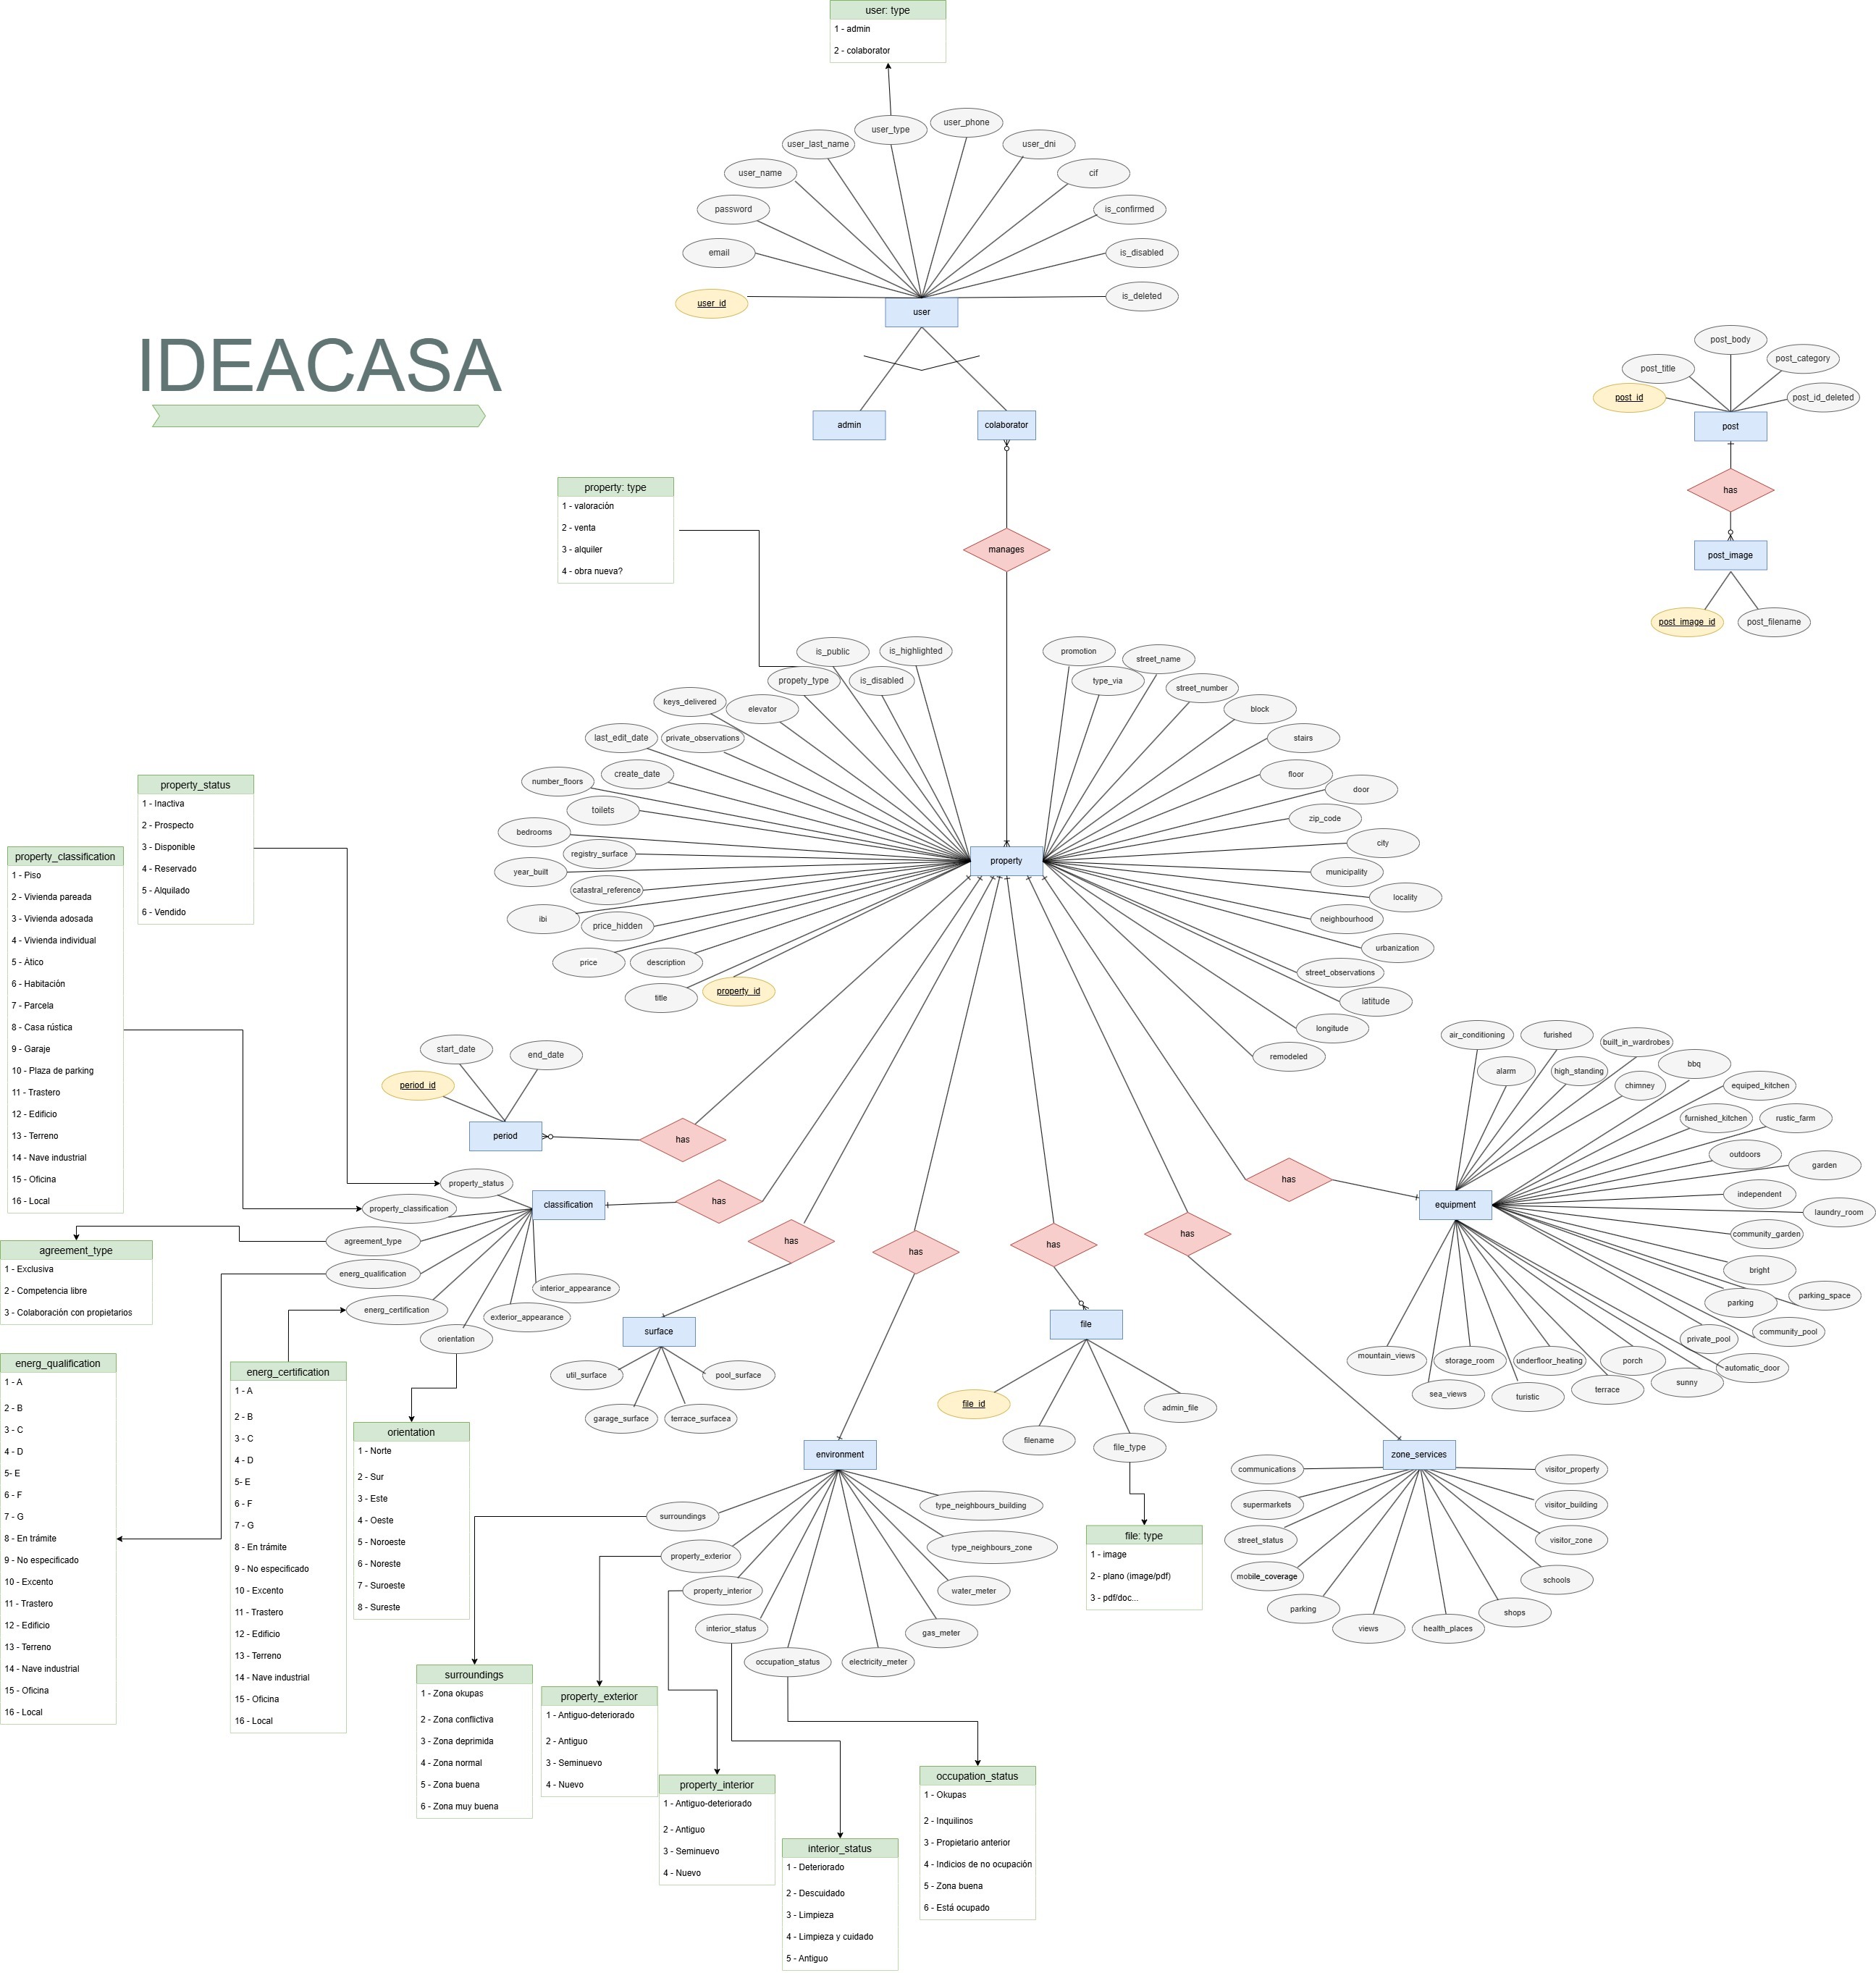 user: type
1 - admin
2 - colaborator
user_phone
user_type
user_last_name
user_dni
user_name
cif
password
is_confirmed
email
is_disabled
user_id
is_deleted
user
IDEACASA
admin
colaborator
manages
post_body
post_category
post_title
post_id
post_id_deleted
post
has
post_image
post_image_id
post_filename
property: type
1 - valoración
2 - venta
3 - alquiler
4 - obra nueva?
is_public
is_highlighted
propety_type
is_disabled
keys_delivered
elevator
last_edit_date
private_observations
number_floors
create_date
toilets
bedrooms
registry_surface
year_built
catastral_reference
ibi
price_hidden
price
description
title
property_id
promotion
street_name
type_via
street_number
block
stairs
floor
door
zip_code
city
municipality
locality
neighbourhood
urbanization
street_observations
latitude
longitude
remodeled
property
property_status
1 - Inactiva
2 - Prospecto
3 - Disponible
4 - Reservado
5 - Alquilado
6 - Vendido
property_classification
1 - Piso
2 - Vivienda pareada
3 - Vivienda adosada
4 - Vivienda individual
5 - Ático
6 - Habitación
7 - Parcela
8 - Casa rústica
9 - Garaje
10 - Plaza de parking
11 - Trastero
12 - Edificio
13 - Terreno
14 - Nave industrial
15 - Oficina
16 - Local
start_date
end_date
period_id
period
has
property_status
property_classification
agreement_type
energ_qualification
energ_certification
orientation
exterior_appearance
interior_appearance
classification
has
agreement_type
1 - Exclusiva
2 - Competencia libre
3 - Colaboración con propietarios
energ_qualification
1 - A
2 - B
3 - C
4 - D
5- E
6 - F
7 - G
8 - En trámite
9 - No especificado
10 - Excento
11 - Trastero
12 - Edificio
13 - Terreno
14 - Nave industrial
15 - Oficina
16 - Local
energ_certification
1 - A
2 - B
3 - C
4 - D
5- E
6 - F
7 - G
8 - En trámite
9 - No especificado
10 - Excento
11 - Trastero
12 - Edificio
13 - Terreno
14 - Nave industrial
15 - Oficina
16 - Local
orientation
1 - Norte
2 - Sur
3 - Este
4 - Oeste
5 - Noroeste
6 - Noreste
7 - Suroeste
8 - Sureste
has
surface
util_surface
pool_surface
garage_surface
terrace_surfacea
has
environment
surroundings
property_exterior
property_interior
interior_status
occupation_status
electricity_meter
gas_meter
water_meter
type_neighbours_zone
type_neighbours_building
surroundings
1 - Zona okupas
2 - Zona conflictiva
3 - Zona deprimida
4 - Zona normal
5 - Zona buena
6 - Zona muy buena
property_exterior
1 - Antiguo-deteriorado
2 - Antiguo
3 - Seminuevo
4 - Nuevo
property_interior
1 - Antiguo-deteriorado
2 - Antiguo
3 - Seminuevo
4 - Nuevo
interior_status
1 - Deteriorado
2 - Descuidado
3 - Limpieza
4 - Limpieza y cuidado
5 - Antiguo
occupation_status
1 - Okupas
2 - Inquilinos
3 - Propietario anterior
4 - Indicios de no ocupación
5 - Zona buena
6 - Está ocupado
has
file
file_id
filename
file_type
admin_file
file: type
1 - image
2 - plano (image/pdf)
3 - pdf/doc...
has
zone_services
communications
supermarkets
street_status
mobile_coverage
parking
views
health_places
shops
schools
visitor_zone
visitor_building
visitor_property
has
equipment
air_conditioning
furished
built_in_wardrobes
alarm
high_standing
bbq
chimney
equiped_kitchen
furnished_kitchen
rustic_farm
outdoors
garden
independent
laundry_room
community_garden
bright
parking_space
parking
community_pool
private_pool
automatic_door
sunny
porch
terrace
underfloor_heating
turistic
storage_room
sea_views
mountain_views